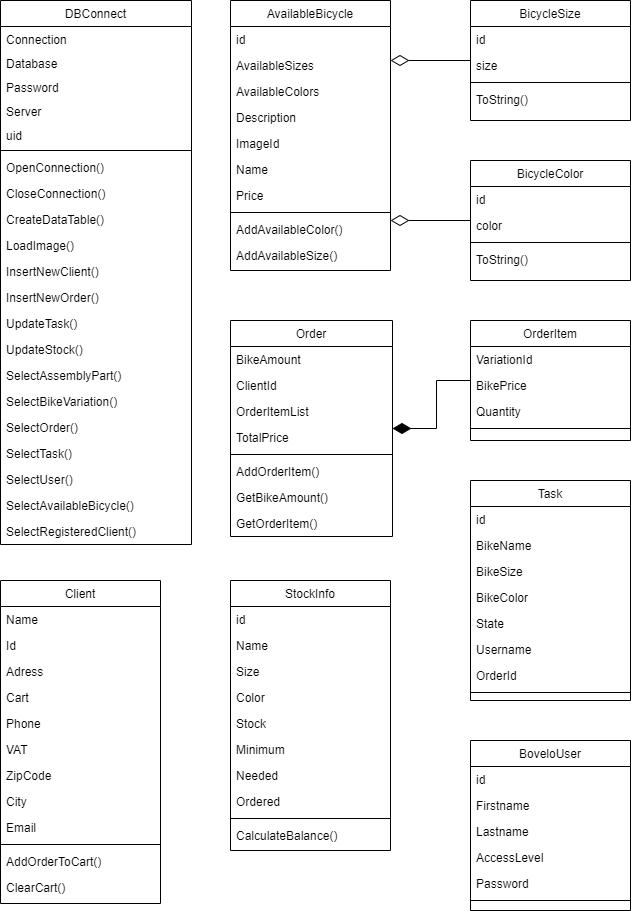 DBConnect
Connection
Database
Password
Server
uid
OpenConnection()
CloseConnection()
CreateDataTable()
LoadImage()
InsertNewClient()
InsertNewOrder()
UpdateTask()
UpdateStock()
SelectAssemblyPart()
SelectBikeVariation()
SelectOrder()
SelectTask()
SelectUser()
SelectAvailableBicycle()
SelectRegisteredClient()
AvailableBicycle
id
AvailableSizes
AvailableColors
Description
ImageId
Name
Price
AddAvailableColor()
AddAvailableSize()
BicycleSize
id
size
ToString()
BicycleColor
id
color
ToString()
Order
BikeAmount
ClientId
OrderItemList
TotalPrice
AddOrderItem()
GetBikeAmount()
GetOrderItem()
OrderItem
VariationId
BikePrice
Quantity
Task
id
BikeName
BikeSize
BikeColor
State
Username
OrderId
Client
Name
Id
Adress
Cart
Phone
VAT
ZipCode
City
Email
AddOrderToCart()
ClearCart()
StockInfo
id
Name
Size
Color
Stock
Minimum
Needed
Ordered
CalculateBalance()
BoveloUser
id
Firstname
Lastname
AccessLevel
Password